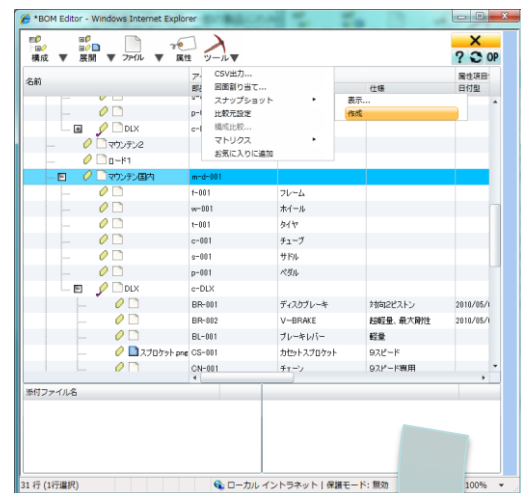 *BOM Editor - Windows Internet Explorer
構成 ▼ 展開 ▼ ファイル ▼ 属性 ツール▼
? OP
CSV出力...
図面割り当て...
スナップショット
比較元設定
構成比較...
マトリクス
お気に入りに追加
表示...
作成
名前 仕様 日付型
DLX
マウンテン2
ロード1
マウンテン国内 m-d-001
f-001 フレーム
w-001 ホイール
t-001 タイヤ
c-001 チューブ
s-001 サドル
p-001 ペダル
DLX c-DLX
BR-001 ディスクブレーキ 対向2ピストン 2010/05/
BR-002 V-BRAKE 超軽量、最大剛性 2010/05/
BL-001 ブレーキレバー 軽量
スプロケット png CS-001 カセットスプロケット 9スピード
CN-001 チェーン 9スピード専用
添付ファイル名
31 行 (1行選択) ローカル イントラネット | 保護モード: 無効 100%